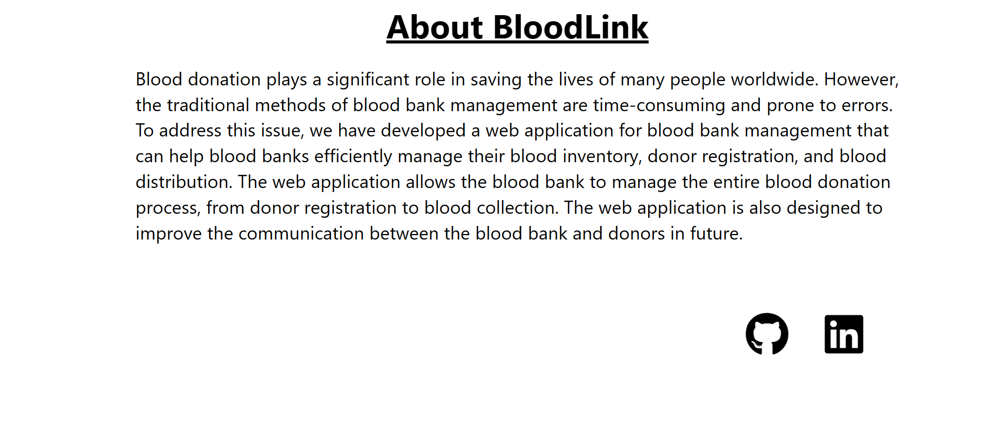 About BloodLink
Blood donation plays a significant role in saving the lives of many people worldwide. However,
the traditional methods of blood bank management are time-consuming and prone to errors.
To address this issue, we have developed a web application for blood bank management that
can help blood banks efficiently manage their blood inventory, donor registration, and blood
distribution. The web application allows the blood bank to manage the entire blood donation
process, from donor registration to blood collection. The web application is also designed to
improve the communication between the blood bank and donors in future.
in